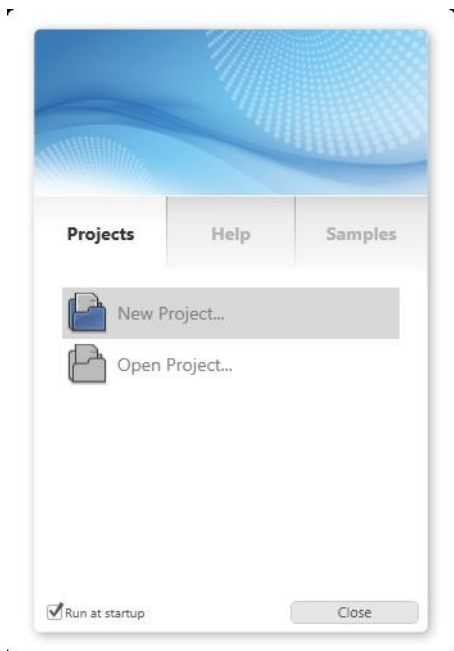 Projects Help Samples
New Project...
Open Project...
Run at startup Close